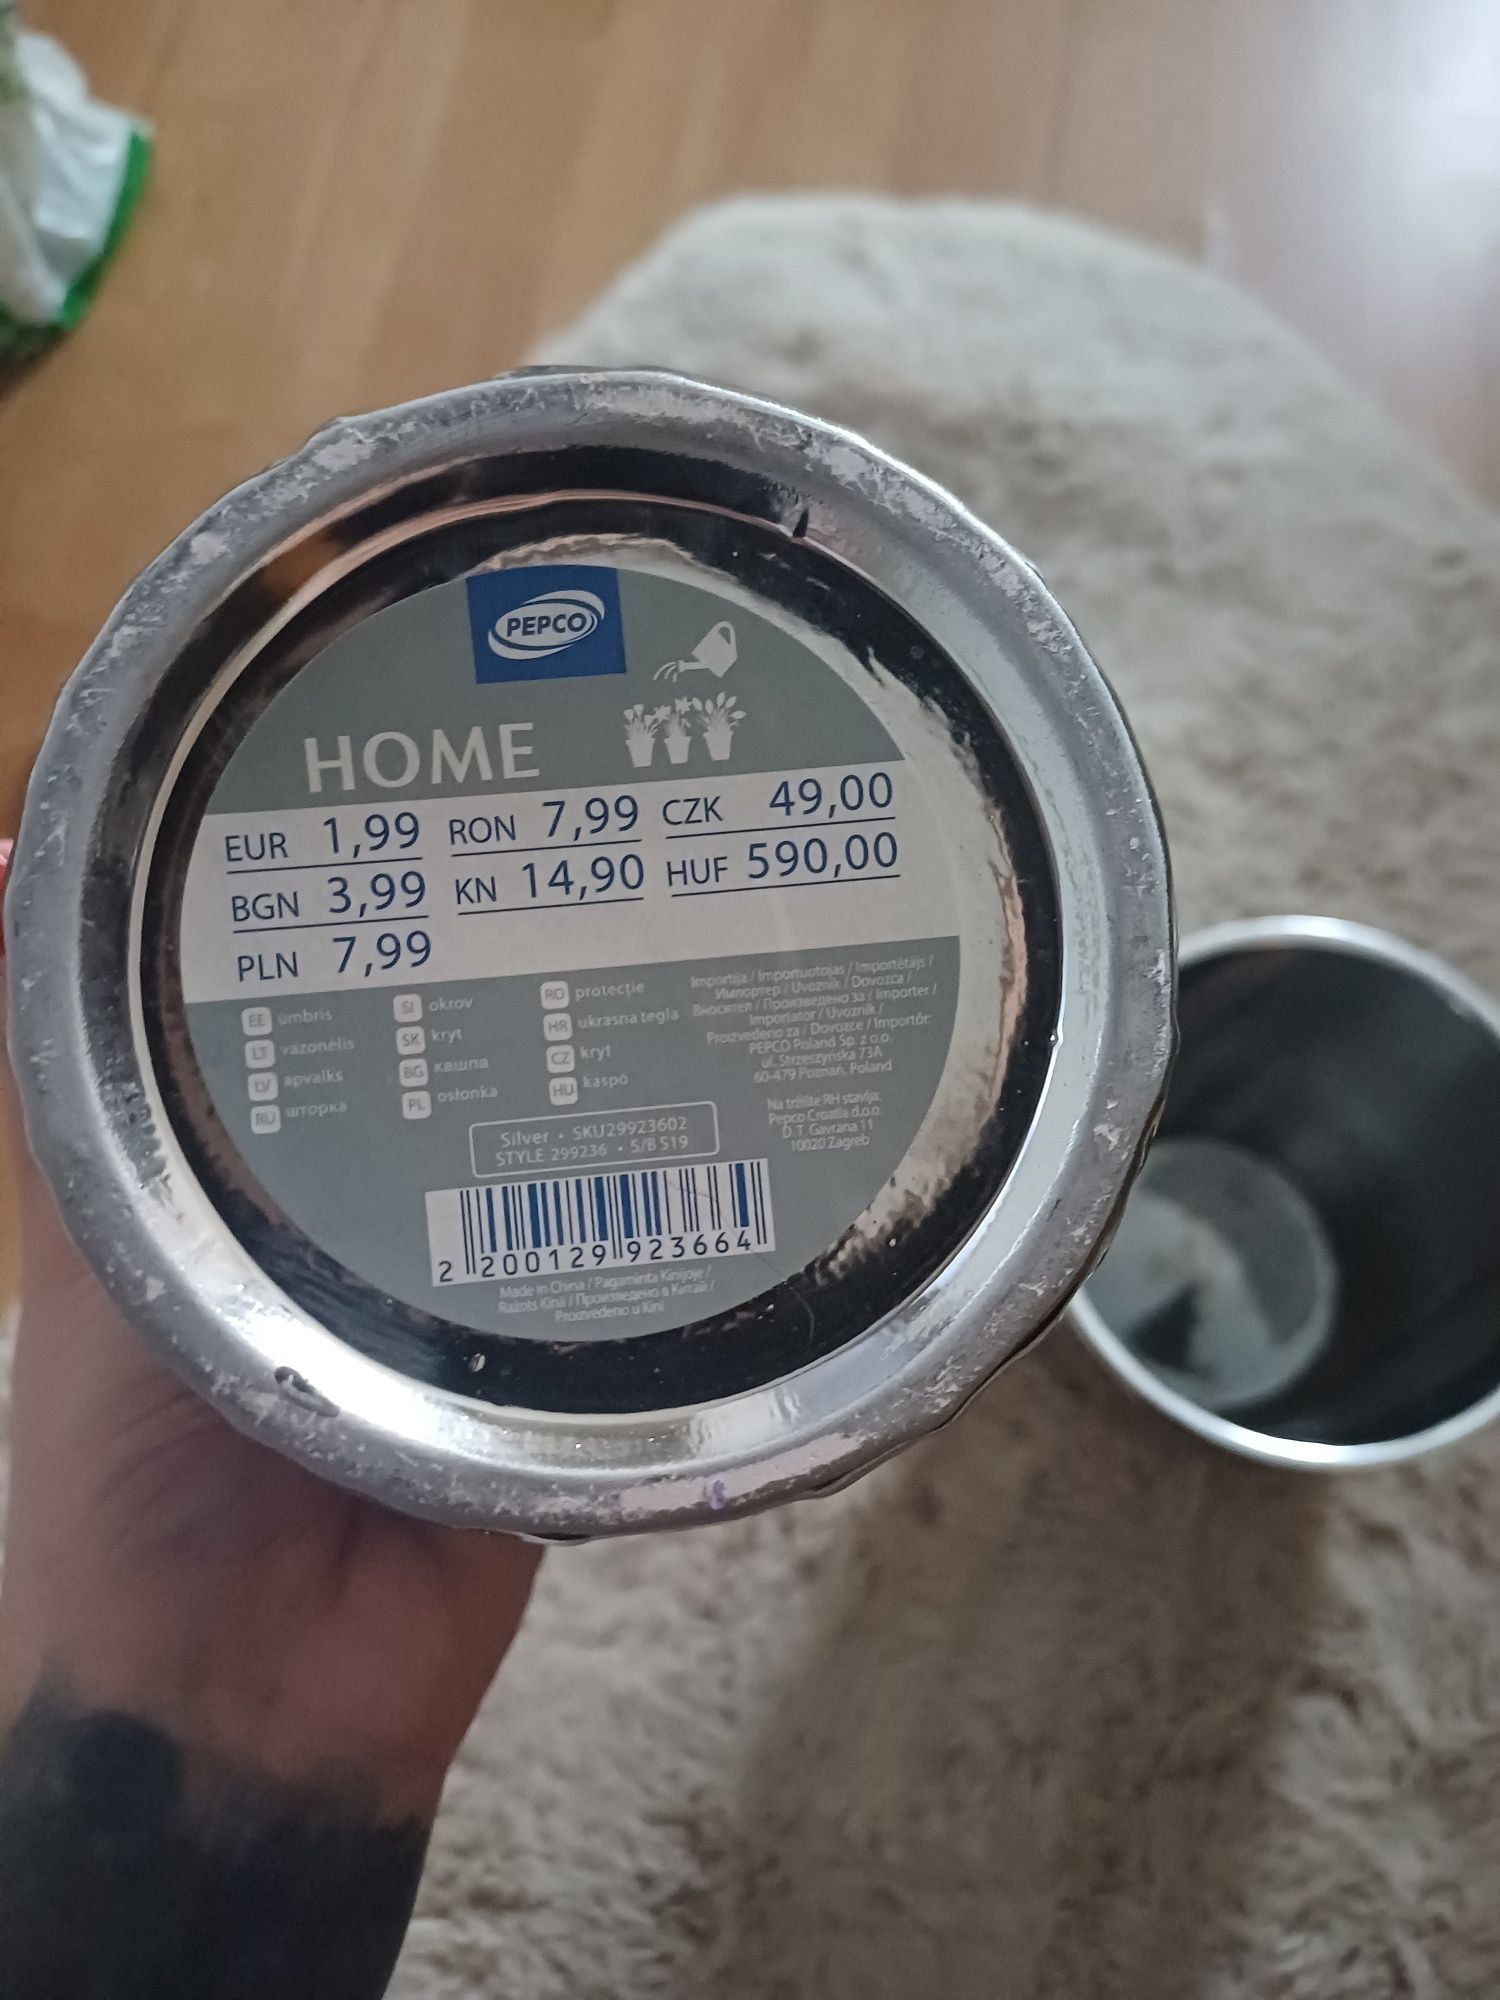 PEPCO
HOME
EUR 1,99 RON 7,99 CZK 49,00
BGN 3,99 KN 14,90 HUF 590,00
PLN 7,99
EE ümbris
LT vazonėlis
LV apvalks
RU шторка
SI okrov
SK kryt
BG кашпа
PL osłonka
RO protecție
HR ukrasna tegla
CZ kryt
HU kaspó
Importija / Importuotojas / Importētājs /
Импортер / Uvoznik / Dovozca /
Вносител / Произведено за / Importer /
Importator / Uvoznik /
Proizvedeno za / Dovozce / Importőr:
PEPCO Poland Sp. z o.o.
ul. Strzeszyńska 73A
60-479 Poznań, Poland
Na tržište RH stavlja:
Pepco Croatia d.o.o.
D.T. Gavrana 11
10020 Zagreb
Silver • SKU29923602
STYLE 299236 • S/B S19
2 200129 923664
Made in China / Pagaminta Kinijoje /
Ražots Ķīnā / Произведено в Китай /
Proizvedeno u Kini